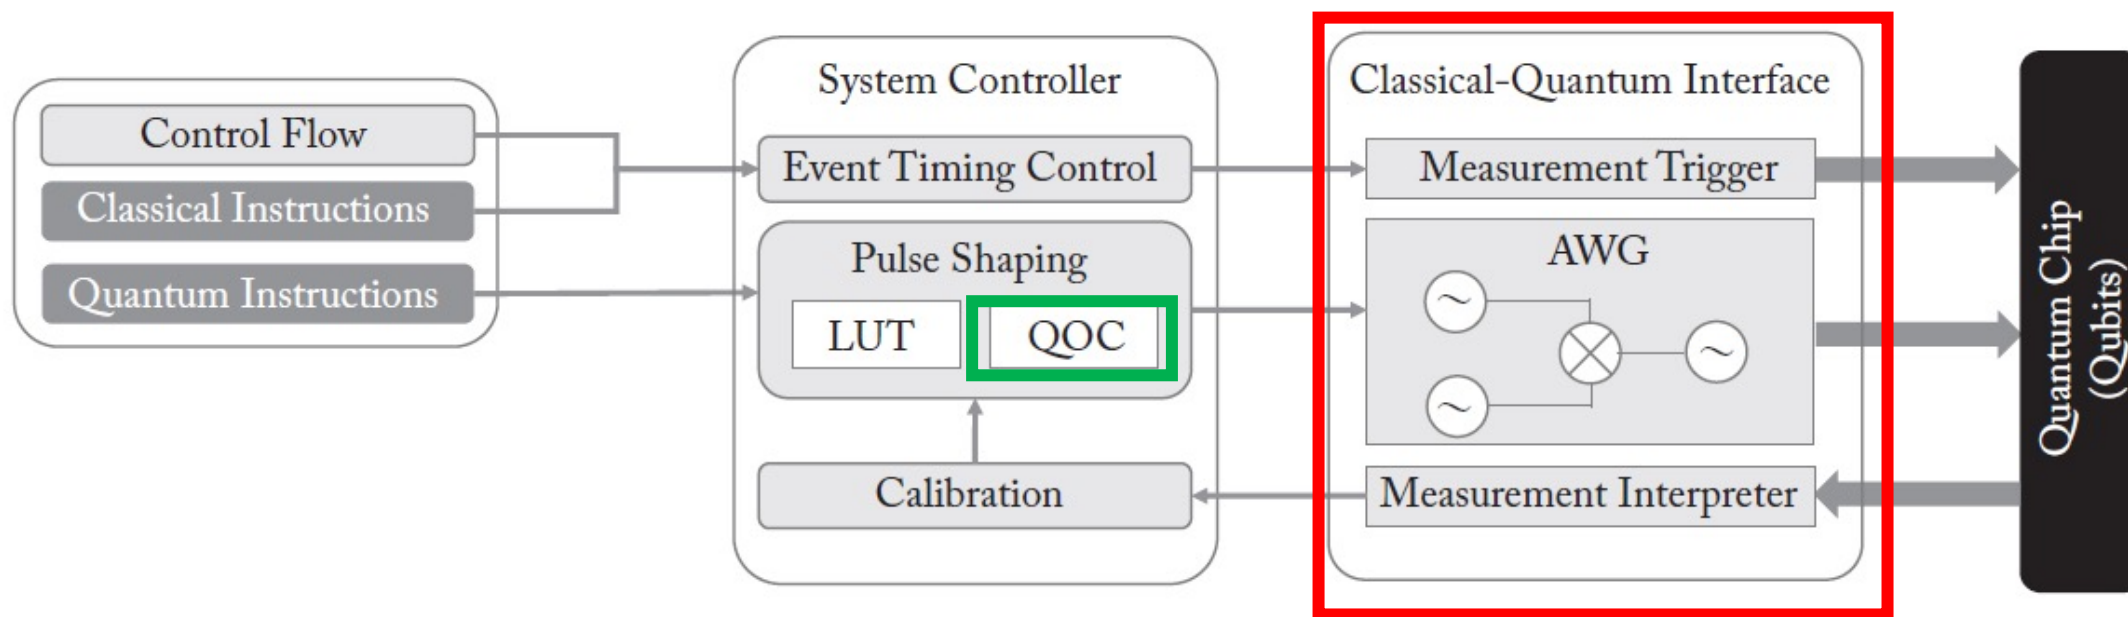 Control Flow
Classical Instructions
Quantum Instructions
System Controller
Event Timing Control
Pulse Shaping
LUT
QOC
Calibration
Classical-Quantum Interface
Measurement Trigger
AWG
Measurement Interpreter
Quantum Chip
(Qubits)